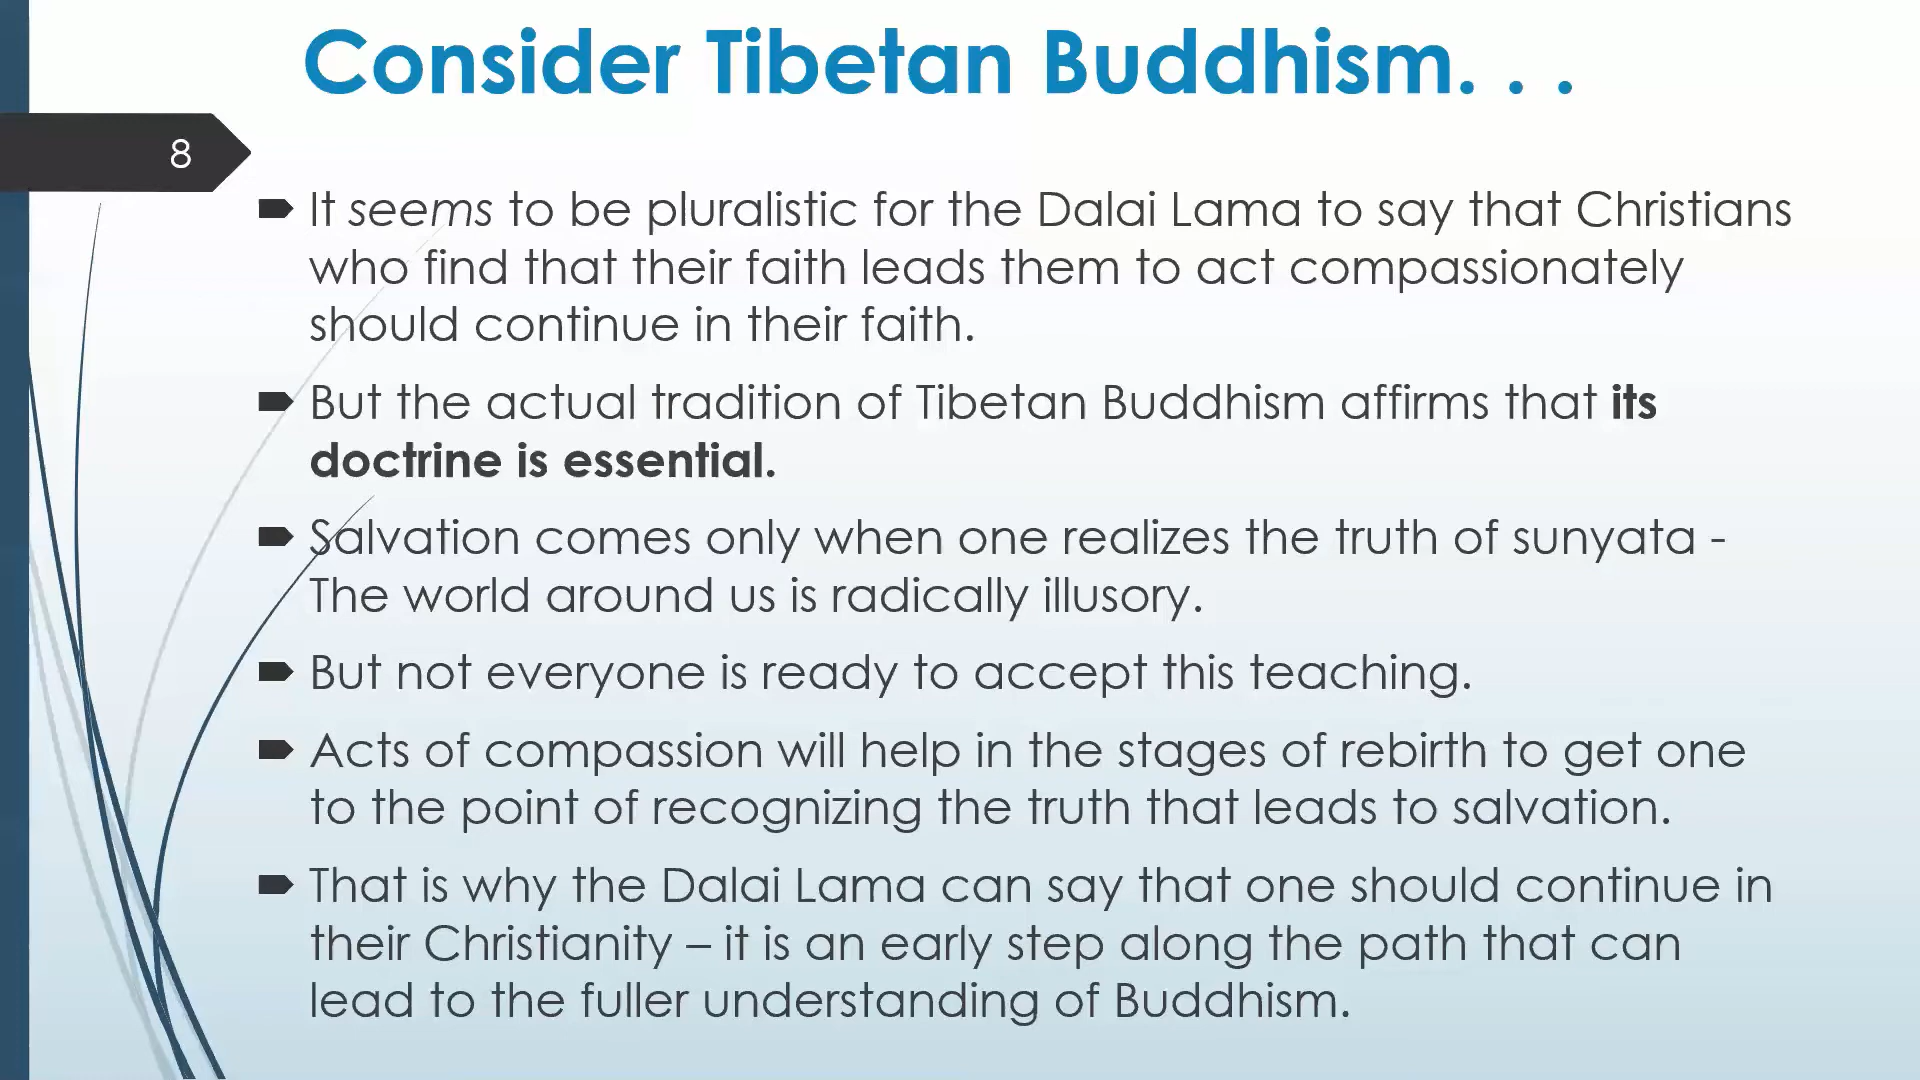 Consider Tibetan Buddhism. . .
8
It seems to be pluralistic for the Dalai Lama to say that Christians
who find that their faith leads them to act compassionately
should continue in their faith.
But the actual tradition of Tibetan Buddhism affirms that its
doctrine is essential.
Salvation comes only when one realizes the truth of sunyata -
The world around us is radically illusory.
But not everyone is ready to accept this teaching.
Acts of compassion will help in the stages of rebirth to get one
to the point of recognizing the truth that leads to salvation.
That is why the Dalai Lama can say that one should continue in
their Christianity – it is an early step along the path that can
lead to the fuller understanding of Buddhism.